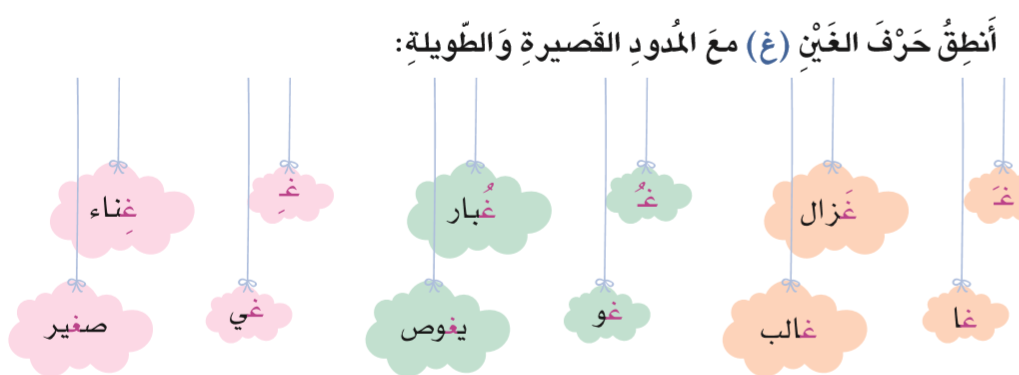 أَنطِقُ حَرْفَ الغَيْنِ (غ) معَ المُدودِ القَصيرةِ وَالطّويلةِ:
غَـ غَزال غُـ غُبار غِـ غِناء
غا غالب غو يغوص غي صغير